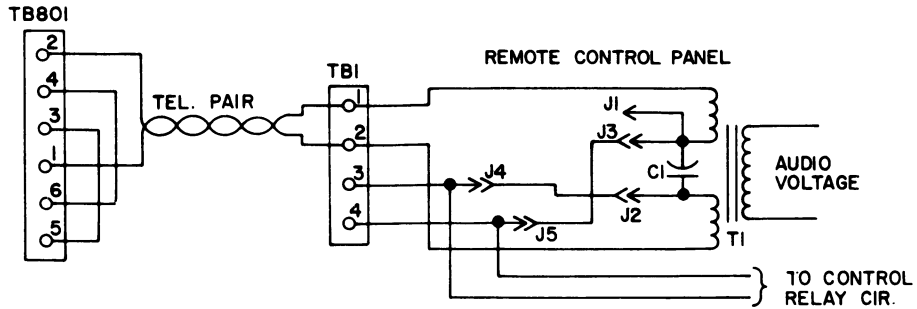 TB801
2
4
3
1
6
5
TEL. PAIR
TB1
1
2
3
4
REMOTE CONTROL PANEL
J1
J3
J4
C1
J2
J5
T1
AUDIO
VOLTAGE
TO CONTROL
RELAY CIR.